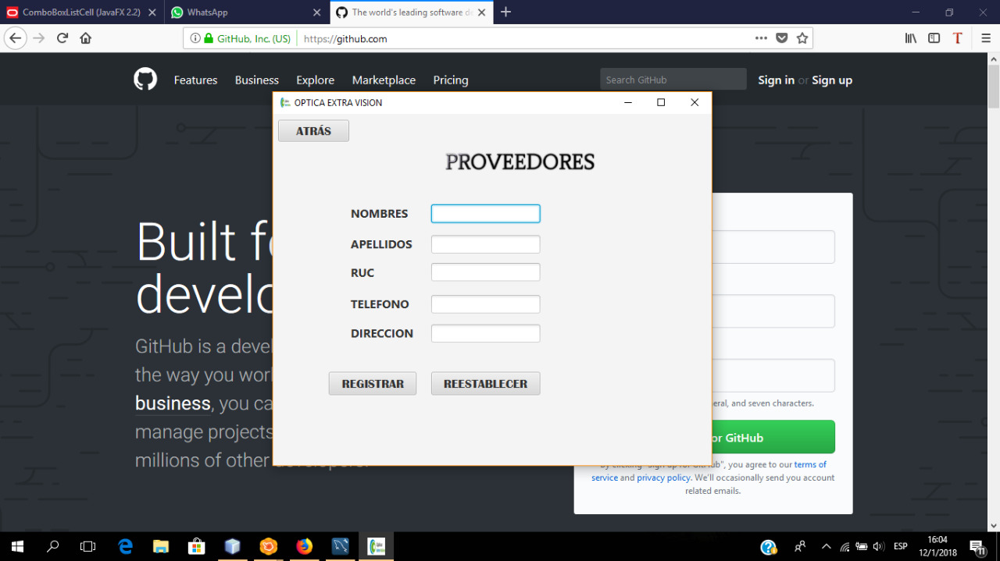 ComboBoxListCell (JavaFX 2.2)
WhatsApp
The world's leading software de
GitHub, Inc. (US)
https://github.com
Features
Business
Explore
Marketplace
Pricing
Search GitHub
Sign in or Sign up
OPTICA EXTRA VISION
ATRÁS
PROVEEDORES
NOMBRES
APELLIDOS
RUC
TELEFONO
DIRECCION
REGISTRAR
REESTABLECER
Built f
develo
GitHub is a devel
the way you wor
business, you ca
manage projects
millions of other developers.
eral, and seven characters.
or GitHub
By clicking "Sign up for GitHub", you agree to our terms of
service and privacy policy. We'll occasionally send you account
related emails.
ESP
16:04
12/1/2018
11